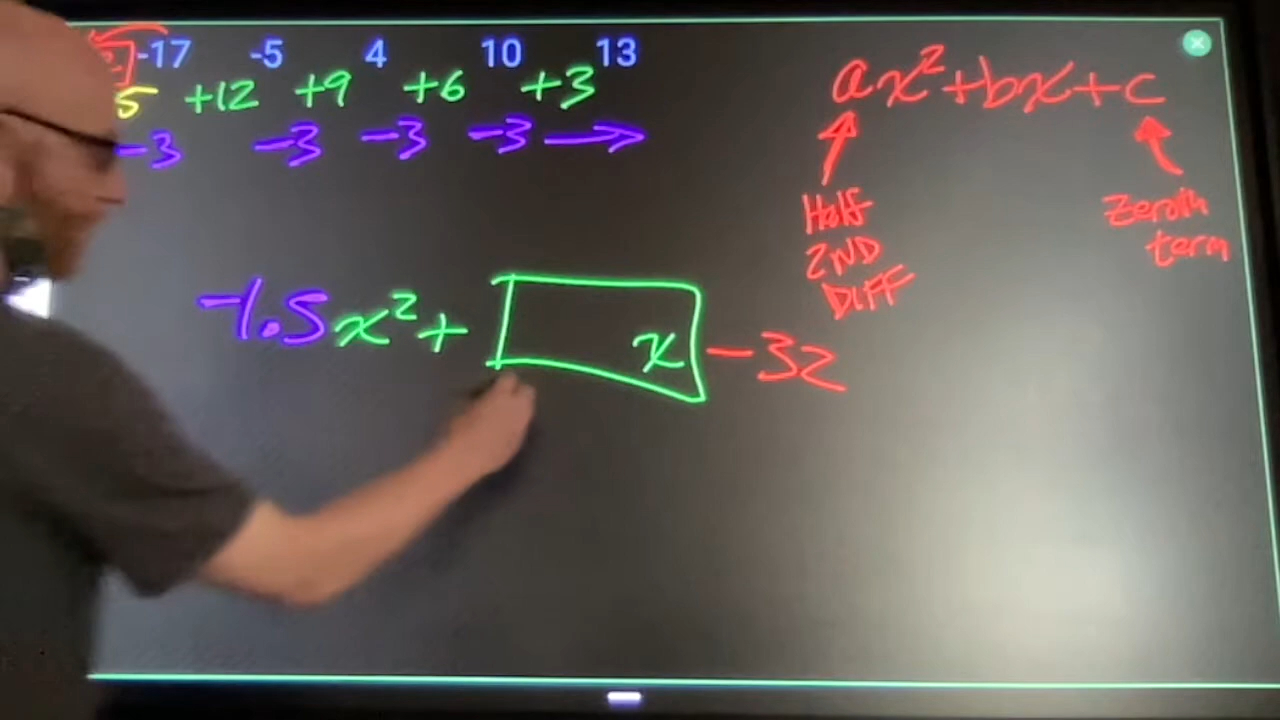 -17 -5 4 10 13
5 +12 +9 +6 +3
-3 -3 -3 -3
ax²+bx+c
Half
2ND
DIFF
Zeroth
term
-1.5x²+ x -32